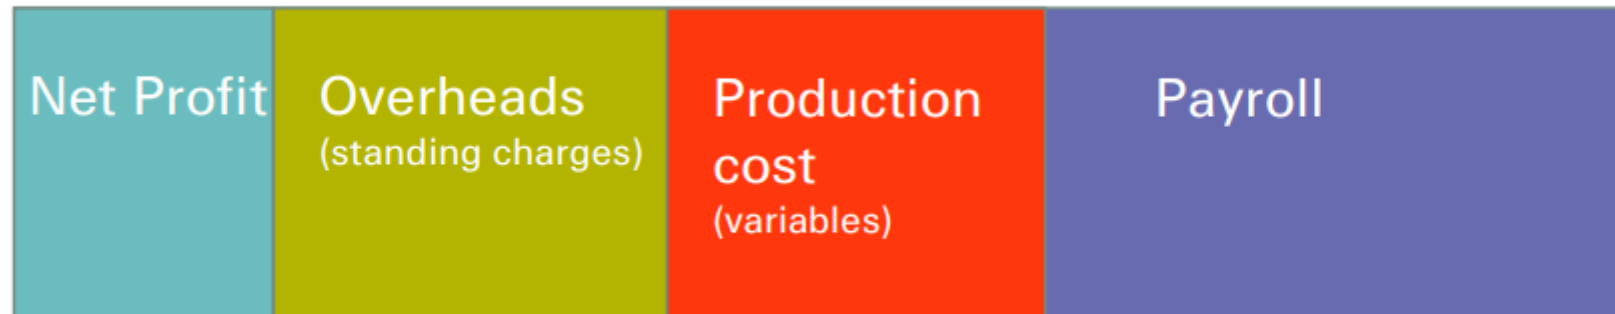 Net Profit
Overheads
(standing charges)
Production
cost
(variables)
Payroll